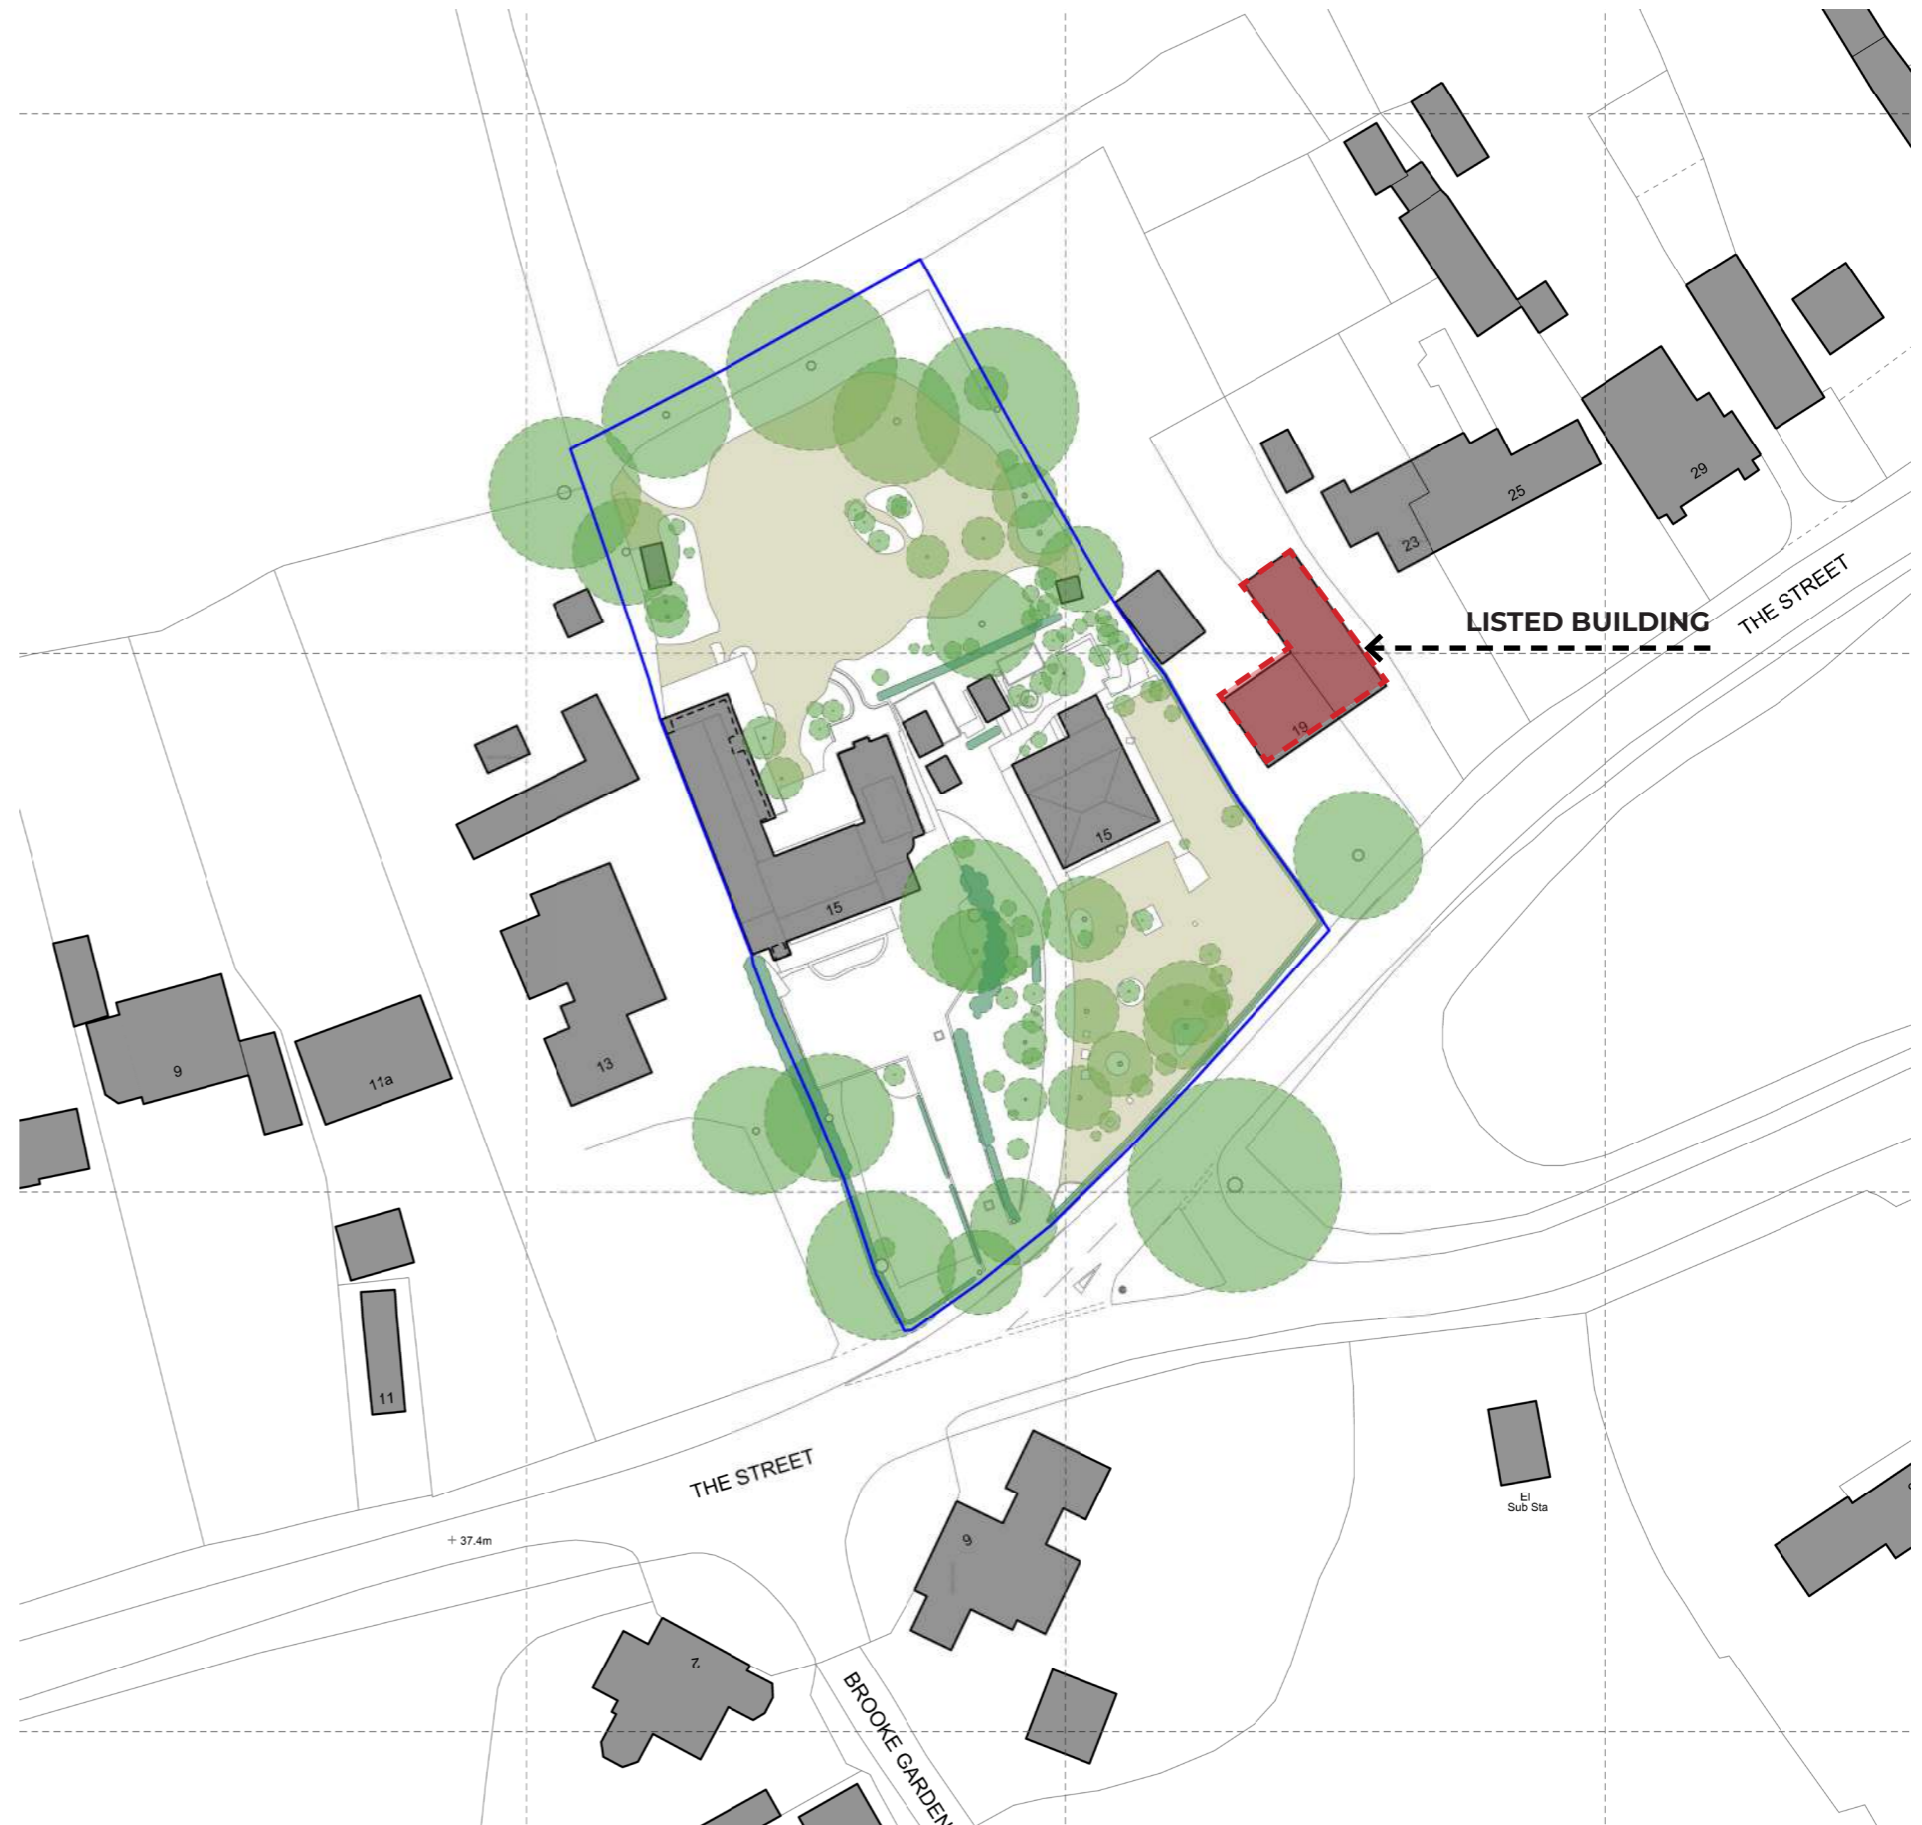 29
25
23
THE STREET
LISTED BUILDING
19
15
15
13
9
11a
11
THE STREET
37.4m
9
El
Sub Sta
7
BROOKE GARDEN